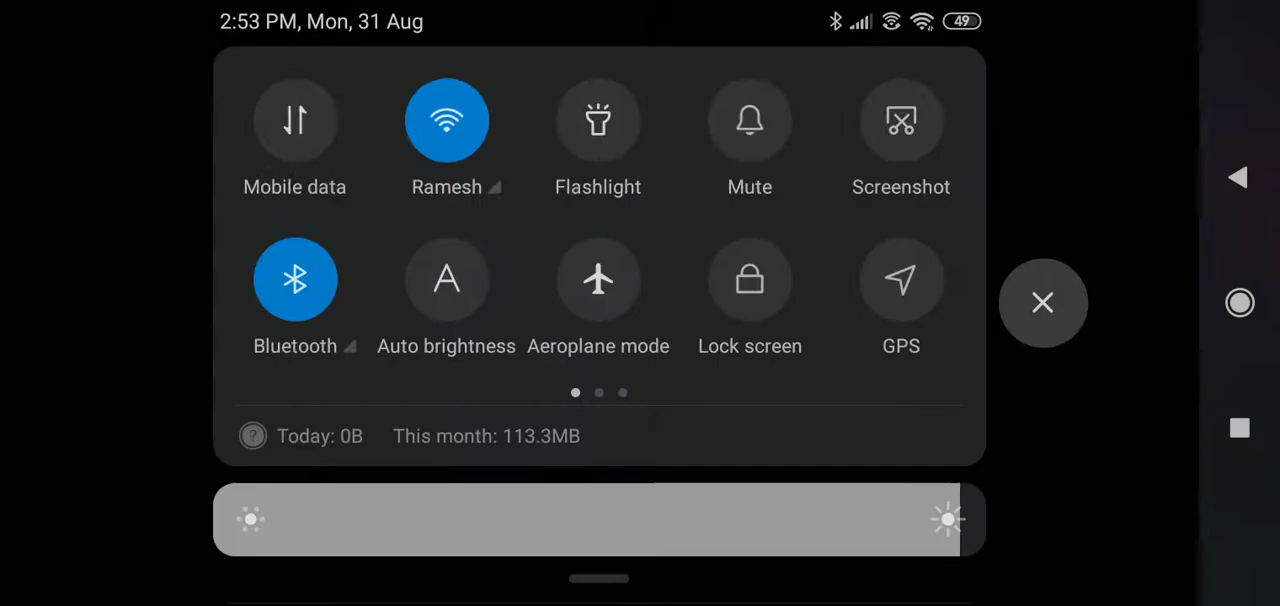 2:53 PM, Mon, 31 Aug 49
Mobile data Ramesh Flashlight Mute Screenshot
Bluetooth Auto brightness Aeroplane mode Lock screen GPS
? Today: 0B This month: 113.3MB